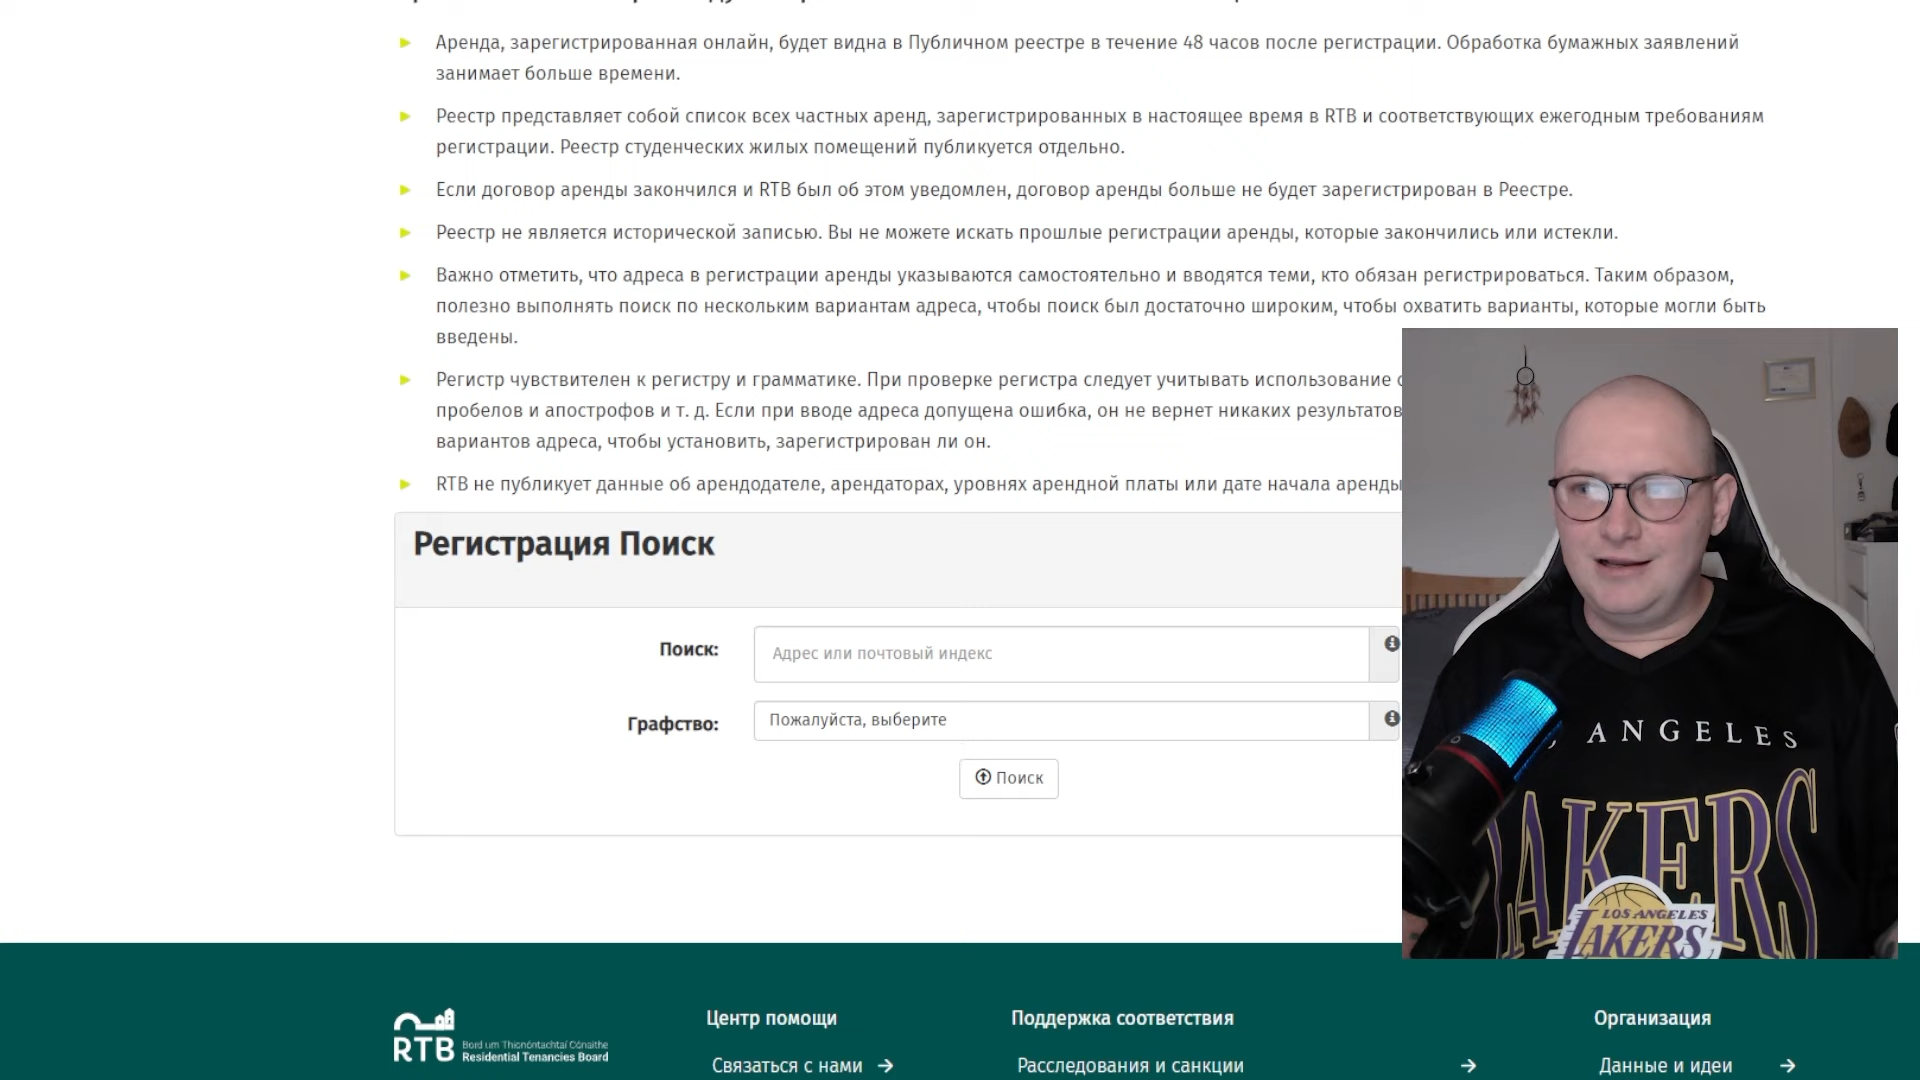 Аренда, зарегистрированная онлайн, будет видна в Публичном реестре в течение 48 часов после регистрации. Обработка бумажных заявлений
занимает больше времени.
Реестр представляет собой список всех частных аренд, зарегистрированных в настоящее время в RTB и соответствующих ежегодным требованиям
регистрации. Реестр студенческих жилых помещений публикуется отдельно.
Если договор аренды закончился и RTB был об этом уведомлен, договор аренды больше не будет зарегистрирован в Реестре.
Реестр не является исторической записью. Вы не можете искать прошлые регистрации аренды, которые закончились или истекли.
Важно отметить, что адреса в регистрации аренды указываются самостоятельно и вводятся теми, кто обязан регистрироваться. Таким образом,
полезно выполнять поиск по нескольким вариантам адреса, чтобы поиск был достаточно широким, чтобы охватить варианты, которые могли быть
введены.
Регистр чувствителен к регистру и грамматике. При проверке регистра следует учитывать использование
пробелов и апострофов и т. д. Если при вводе адреса допущена ошибка, он не вернет никаких результатов
вариантов адреса, чтобы установить, зарегистрирован ли он.
RTB не публикует данные об арендодателе, арендаторах, уровнях арендной платы или дате начала аренды
Регистрация Поиск
Поиск:
Адрес или почтовый индекс
Графство:
Пожалуйста, выберите
Поиск
ANGELES
LAKERS
LOS ANGELES
LAKERS
RTB
Bord um Thionóntachtaí Cónaithe
Residential Tenancies Board
Центр помощи
Поддержка соответствия
Организация
Связаться с нами
Расследования и санкции
Данные и идеи